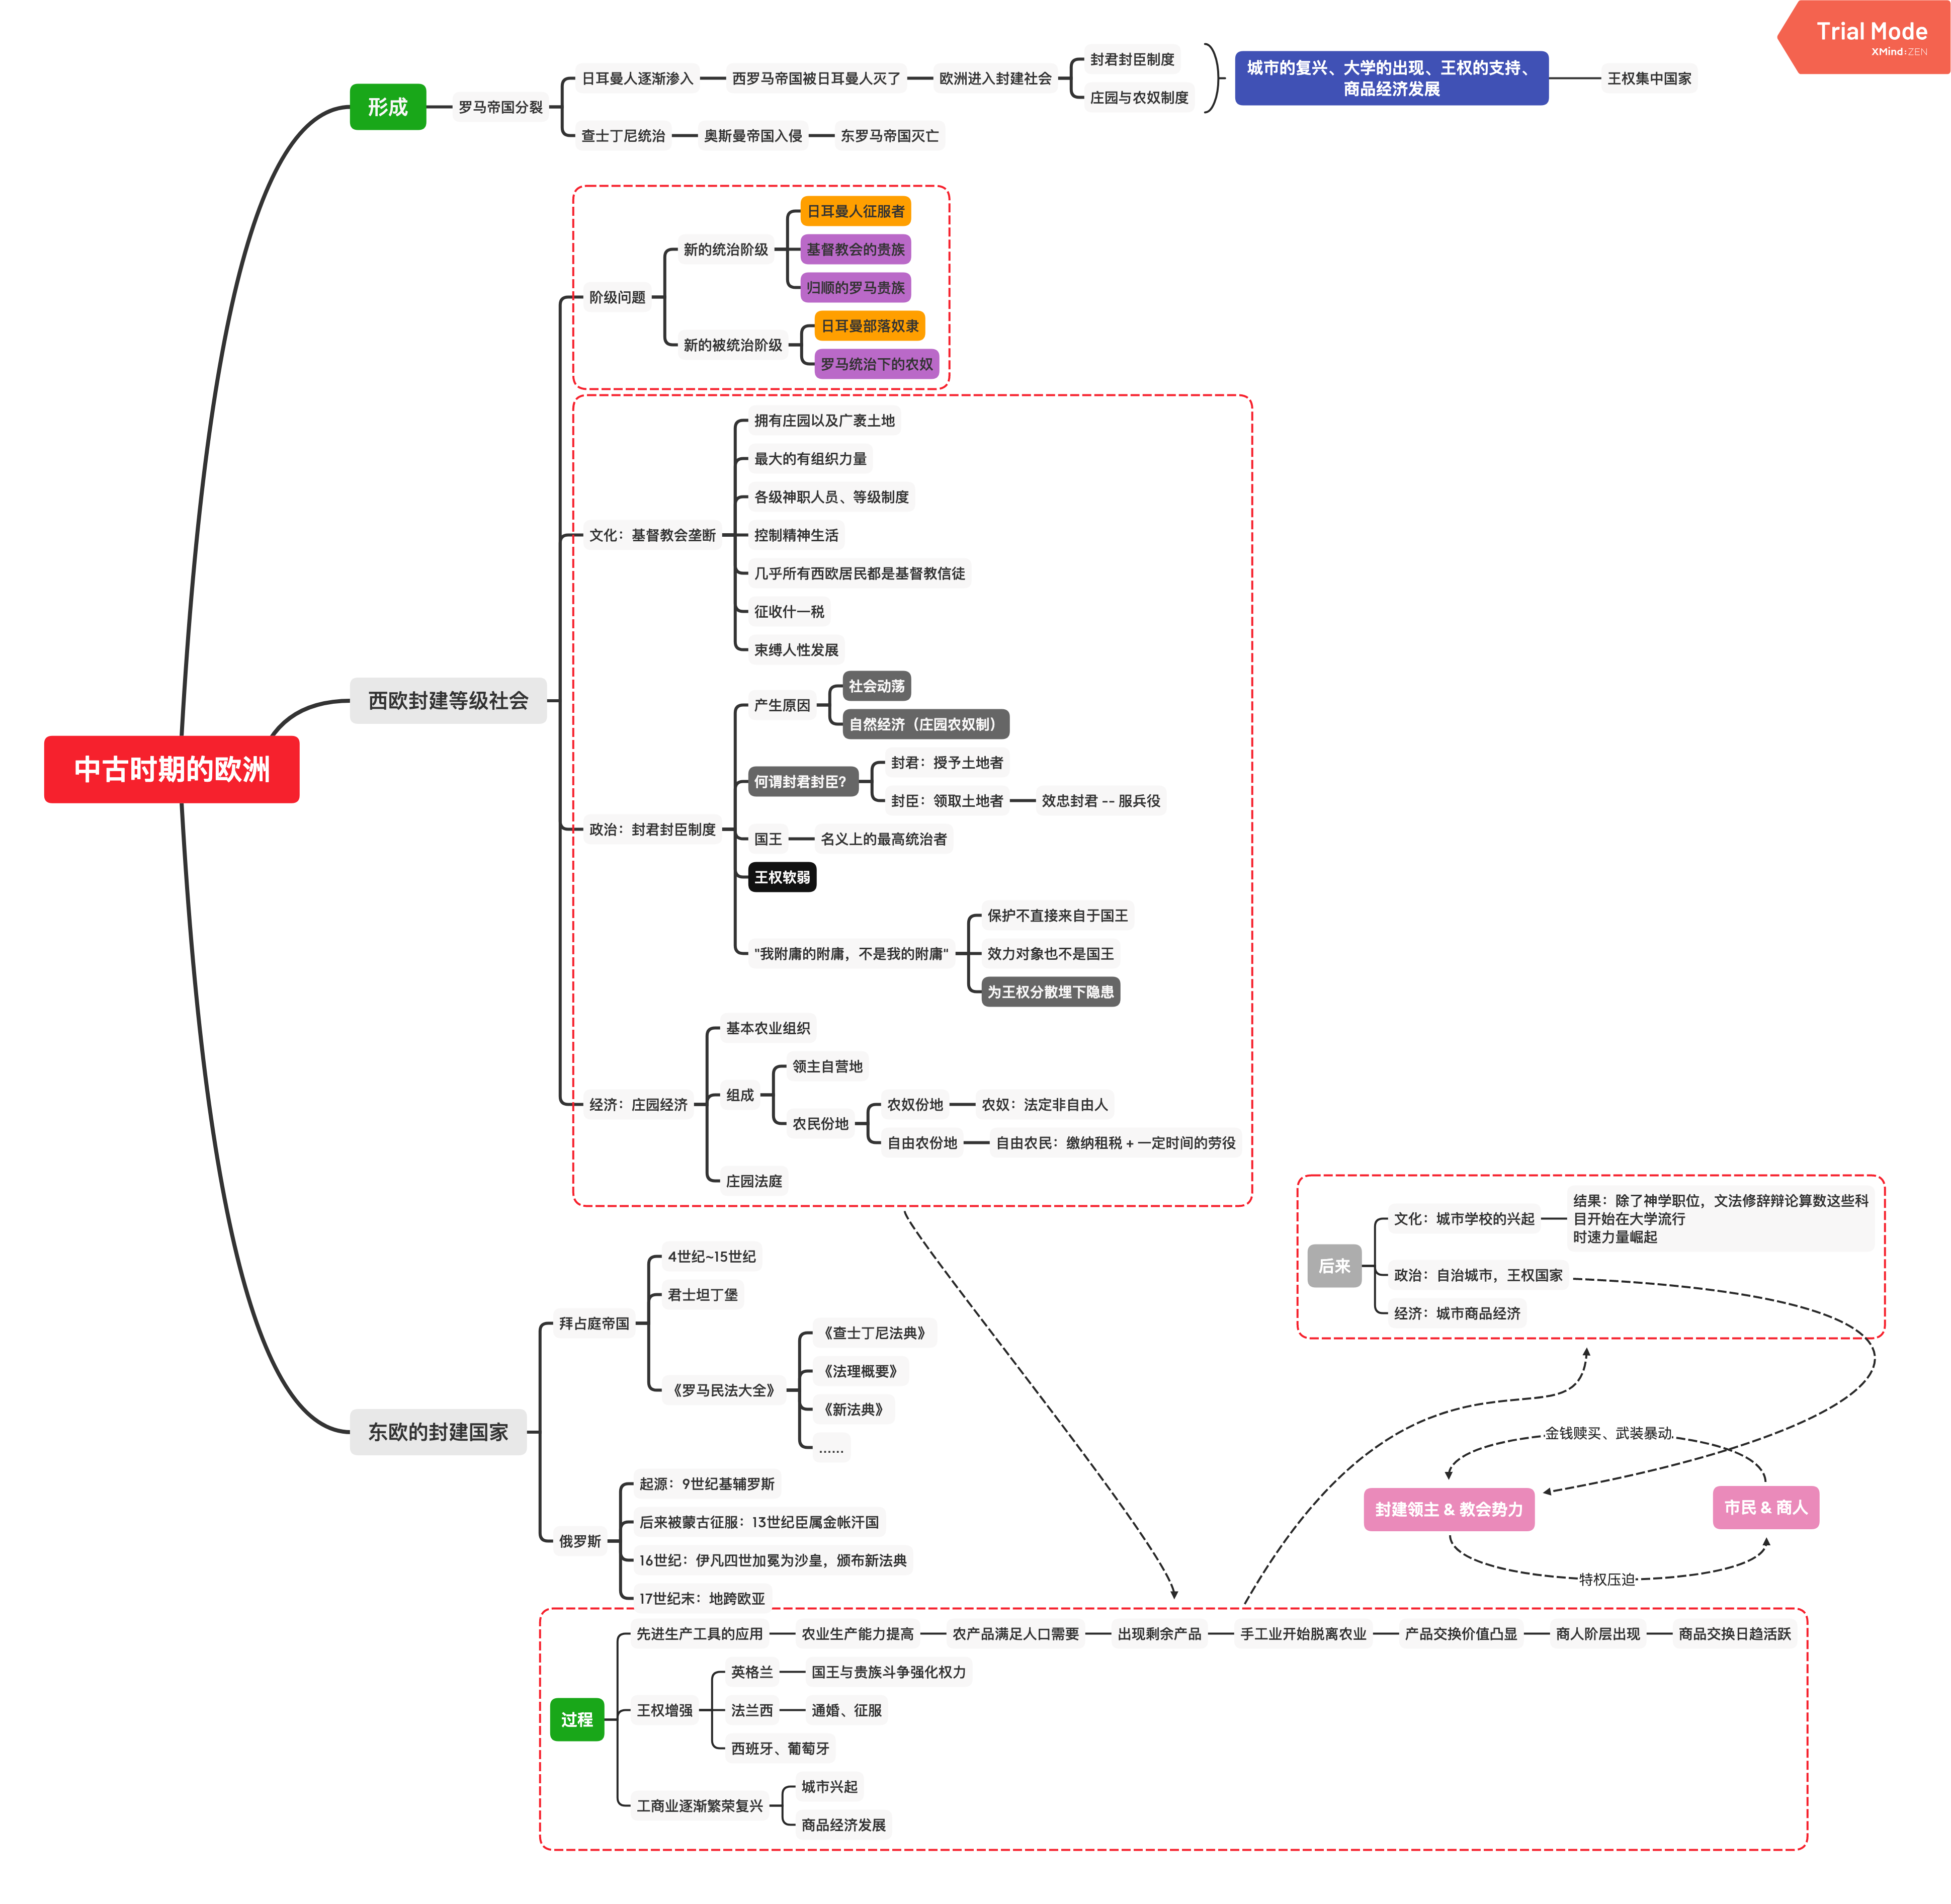 Trial Mode
XMind:ZEN
中古时期的欧洲
形成
罗马帝国分裂
日耳曼人逐渐渗入
西罗马帝国被日耳曼人灭了
欧洲进入封建社会
封君封臣制度
庄园与农奴制度
城市的复兴、大学的出现、王权的支持、
商品经济发展
王权集中国家
查士丁尼统治
奥斯曼帝国入侵
东罗马帝国灭亡
西欧封建等级社会
阶级问题
新的统治阶级
日耳曼人征服者
基督教会的贵族
归顺的罗马贵族
新的被统治阶级
日耳曼部落奴隶
罗马统治下的农奴
文化：基督教会垄断
拥有庄园以及广袤土地
最大的有组织力量
各级神职人员、等级制度
控制精神生活
几乎所有西欧居民都是基督教信徒
征收什一税
束缚人性发展
政治：封君封臣制度
产生原因
社会动荡
自然经济（庄园农奴制）
何谓封君封臣？
封君：授予土地者
封臣：领取土地者
效忠封君 -- 服兵役
国王
名义上的最高统治者
王权软弱
"我附庸的附庸，不是我的附庸"
保护不直接来自于国王
效力对象也不是国王
为王权分散埋下隐患
经济：庄园经济
基本农业组织
组成
领主自营地
农民份地
农奴份地
农奴：法定非自由人
自由农份地
自由农民：缴纳租税 + 一定时间的劳役
庄园法庭
东欧的封建国家
拜占庭帝国
4世纪~15世纪
君士坦丁堡
《罗马民法大全》
《查士丁尼法典》
《法理概要》
《新法典》
......
俄罗斯
起源：9世纪基辅罗斯
后来被蒙古征服：13世纪臣属金帐汗国
16世纪：伊凡四世加冕为沙皇，颁布新法典
17世纪末：地跨欧亚
后来
文化：城市学校的兴起
结果：除了神学职位，文法修辞辩论算数这些科
目开始在大学流行
时速力量崛起
政治：自治城市，王权国家
经济：城市商品经济
金钱赎买、武装暴动
封建领主 & 教会势力
市民 & 商人
特权压迫
过程
先进生产工具的应用
农业生产能力提高
农产品满足人口需要
出现剩余产品
手工业开始脱离农业
产品交换价值凸显
商人阶层出现
商品交换日趋活跃
王权增强
英格兰
国王与贵族斗争强化权力
法兰西
通婚、征服
西班牙、葡萄牙
工商业逐渐繁荣复兴
城市兴起
商品经济发展